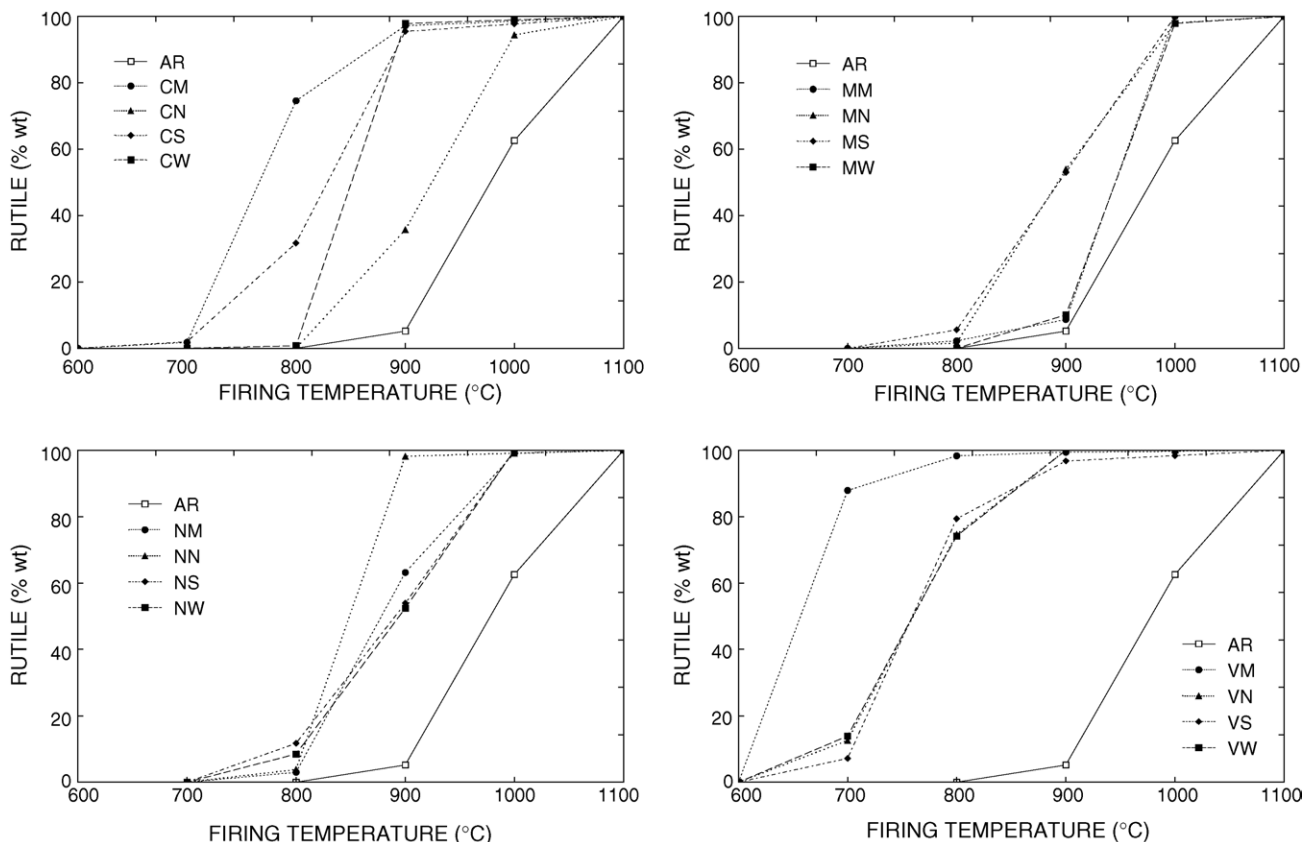 100
80
60
40
20
0
RUTILE (% wt)
AR
CM
CN
CS
CW
600 700 800 900 1000 1100
FIRING TEMPERATURE (°C)
100
80
60
40
20
0
RUTILE (% wt)
AR
MM
MN
MS
MW
600 700 800 900 1000 1100
FIRING TEMPERATURE (°C)
100
80
60
40
20
0
RUTILE (% wt)
AR
NM
NN
NS
NW
600 700 800 900 1000 1100
FIRING TEMPERATURE (°C)
100
80
60
40
20
0
RUTILE (% wt)
AR
VM
VN
VS
VW
600 700 800 900 1000 1100
FIRING TEMPERATURE (°C)